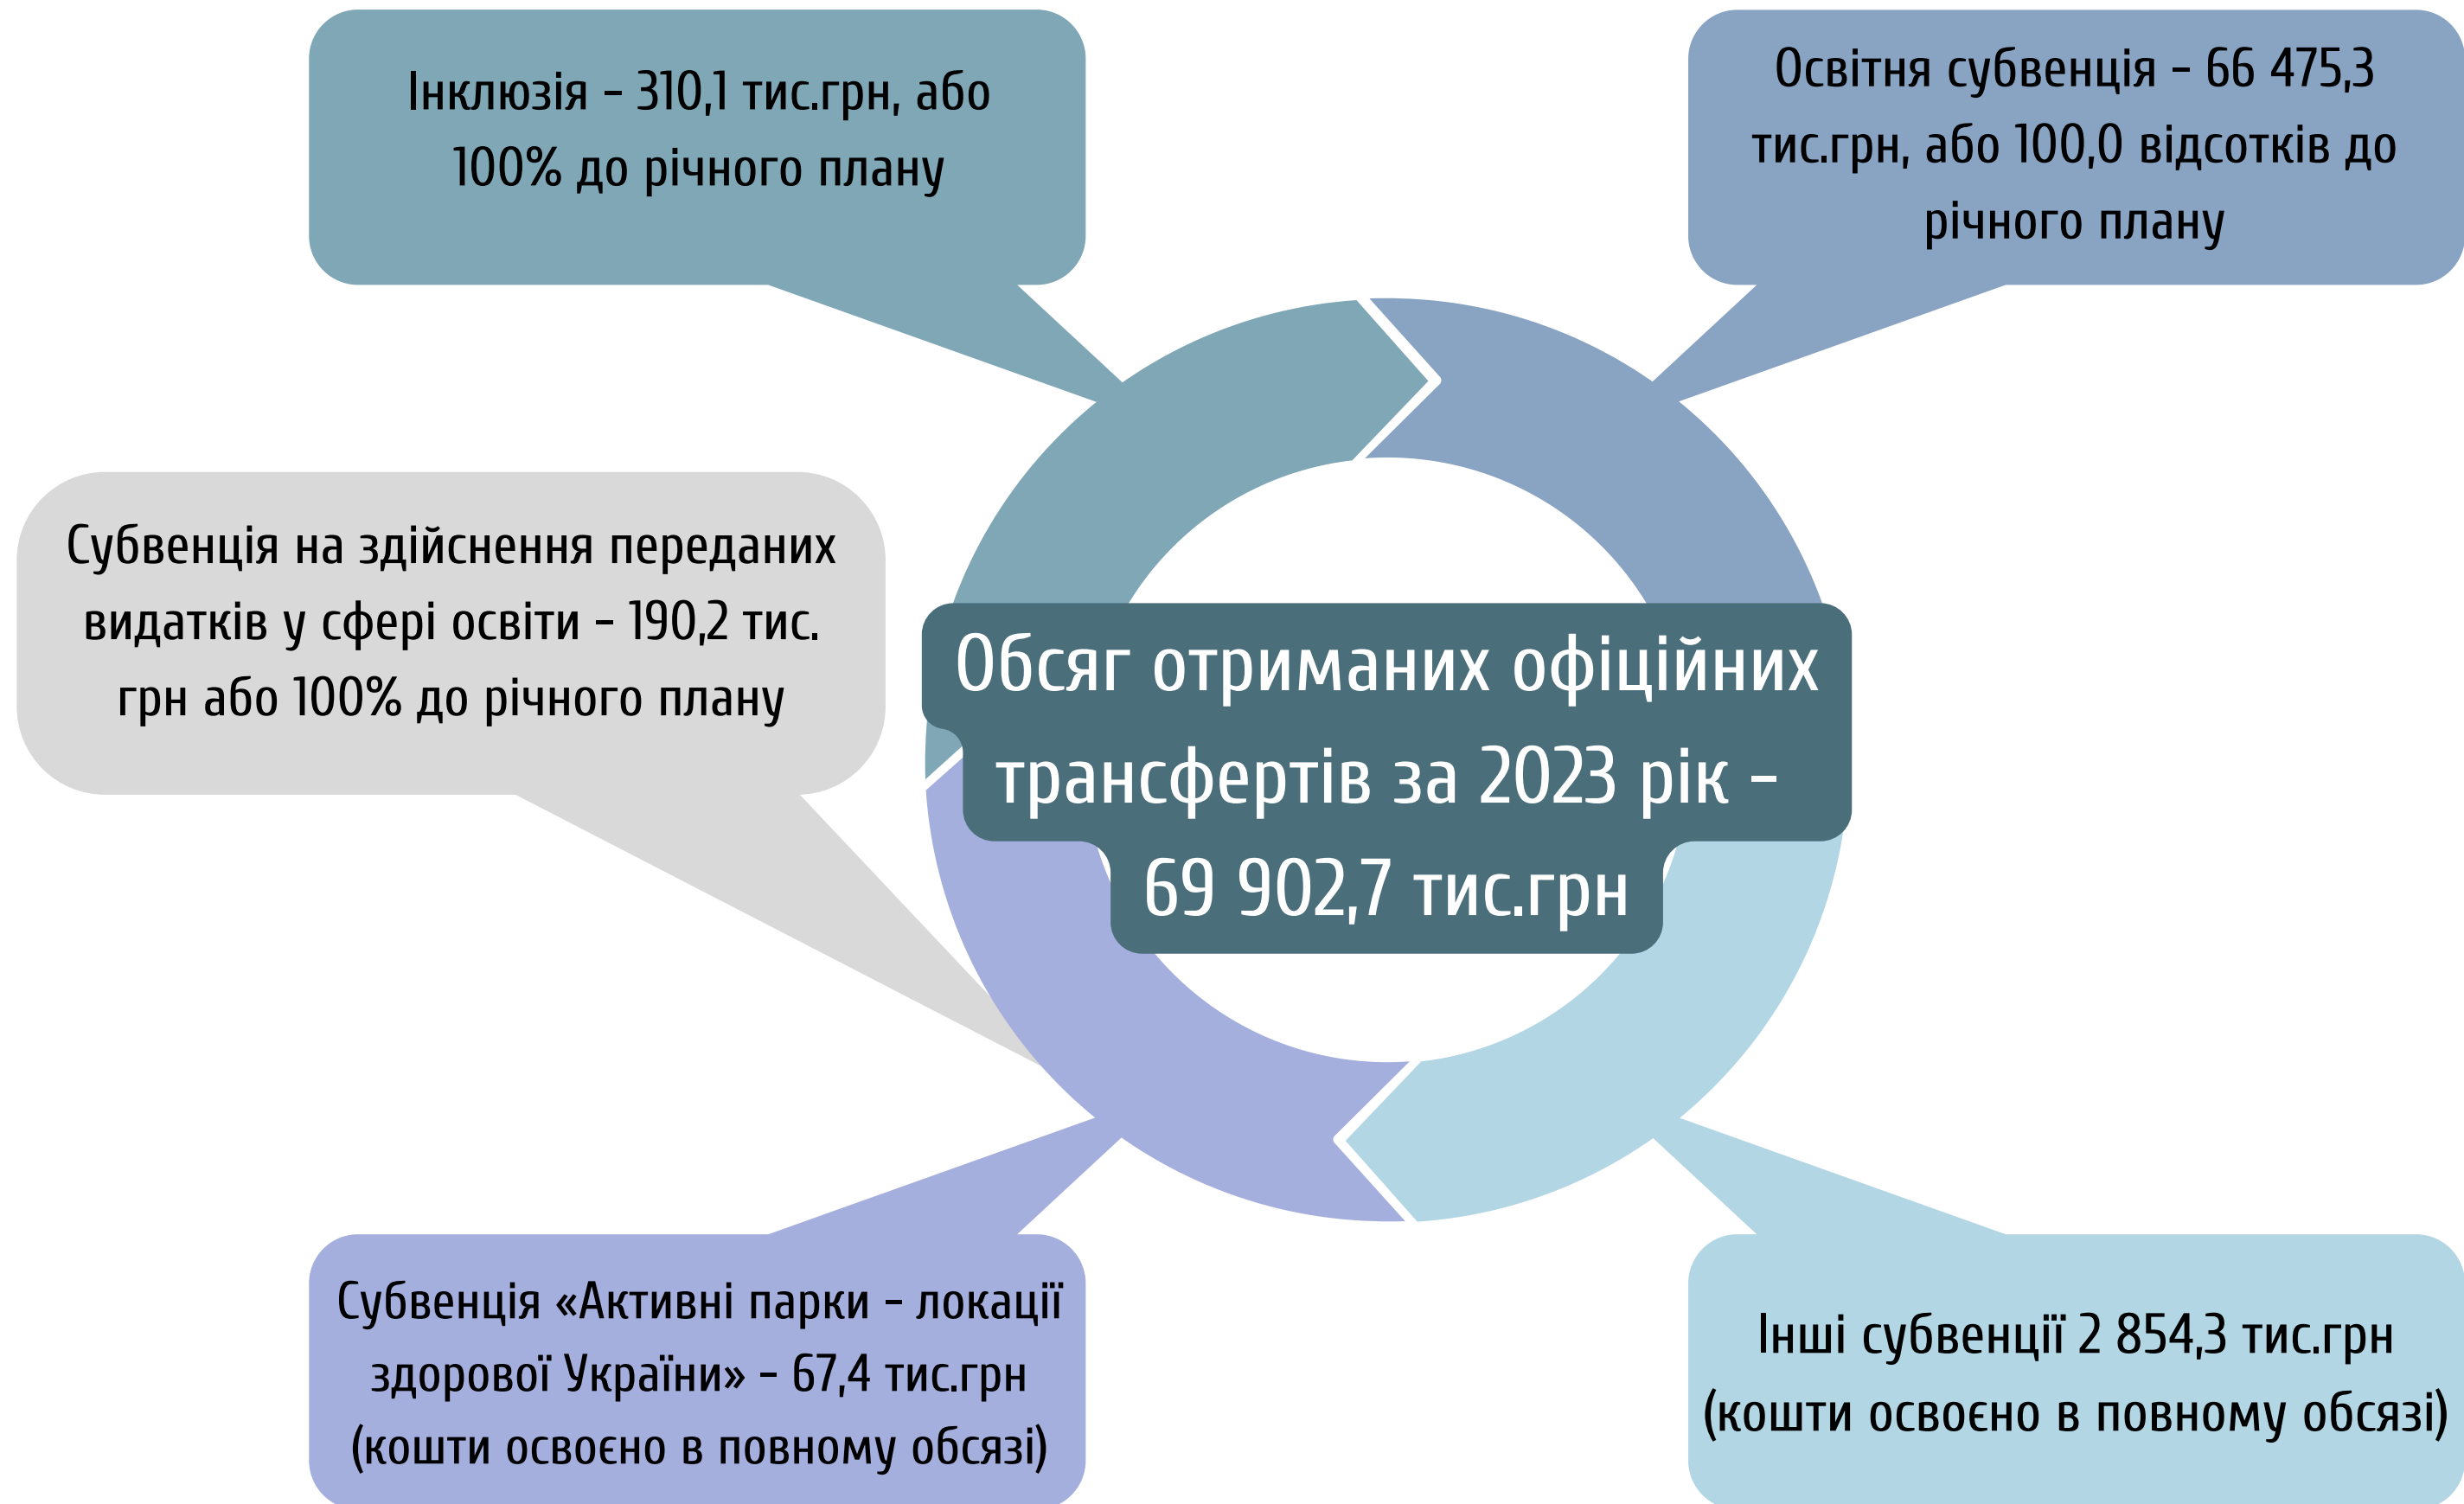 Інклюзія – 310,1 тис.грн, або
100% до річного плану
Освітня субвенція – 66 475,3
тис.грн, або 100,0 відсотків до
річного плану
Субвенція на здійснення переданих
видатків у сфері освіти – 190,2 тис.
грн або 100% до річного плану
Обсяг отриманих офіційних
трансфертів за 2023 рік –
69 902,7 тис.грн
Субвенція «Активні парки – локації
здорової України» – 67,4 тис.грн
(кошти освоєно в повному обсязі)
Інші субвенції 2 854,3 тис.грн
(кошти освоєно в повному обсязі)